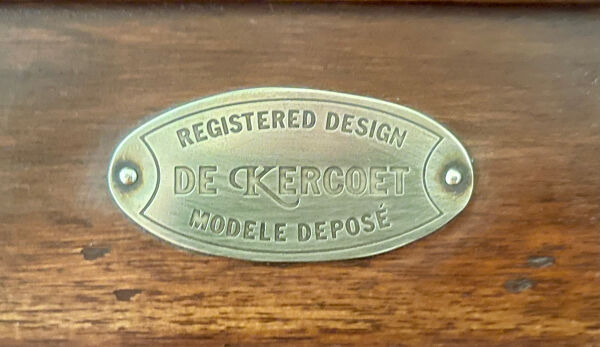 REGISTERED DESIGN
DE KERCOET
MODELE DEPOSÉ